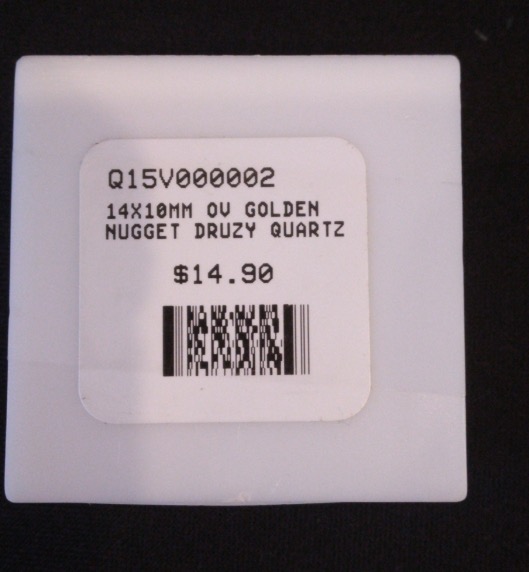 Q15V000002
14X10MM OV GOLDEN
NUGGET DRUZY QUARTZ
$14.90